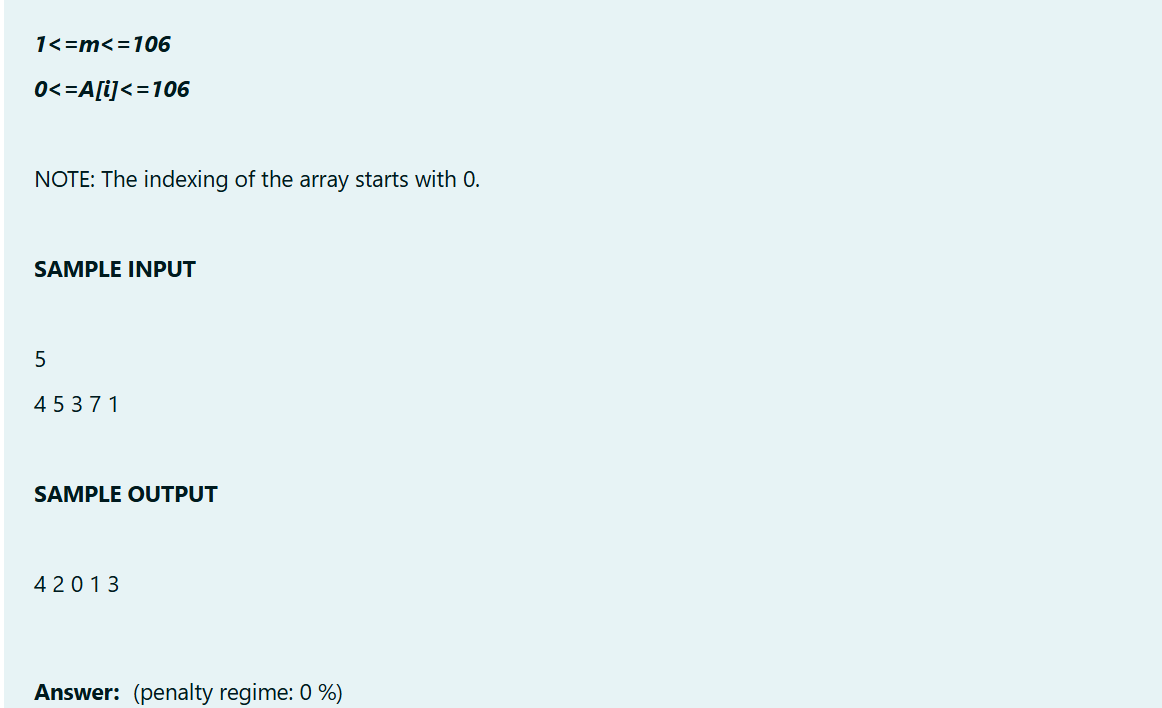 1<=m<=106
0<=A[i]<=106
NOTE: The indexing of the array starts with 0.
SAMPLE INPUT
5
4 5 3 7 1
SAMPLE OUTPUT
4 2 0 1 3
Answer: (penalty regime: 0 %)